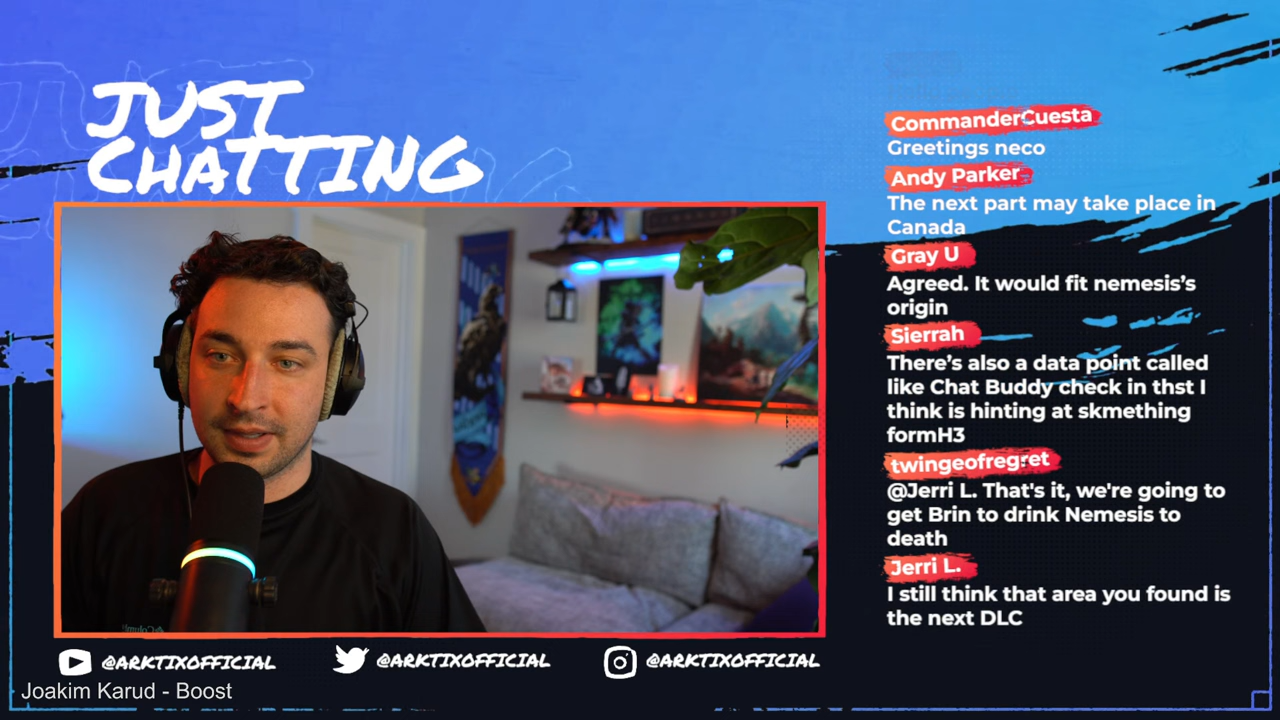 JUST
CHATTING
CommanderCuesta
Greetings neco
Andy Parker
The next part may take place in
Canada
Gray U
Agreed. It would fit nemesis’s
origin
Sierrah
There’s also a data point called
like Chat Buddy check in thst I
think is hinting at skmething
formH3
twingeofregret
@Jerri L. That's it, we're going to
get Brin to drink Nemesis to
death
Jerri L.
I still think that area you found is
the next DLC
@ARKTIXOFFICIAL
@ARKTIXOFFICIAL
@ARKTIXOFFICIAL
Joakim Karud - Boost